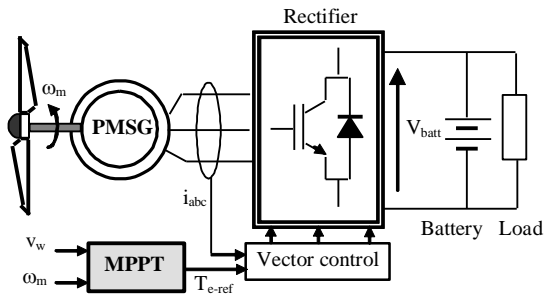 Rectifier
ωm
PMSG
Vbatt
iabc
Battery Load
vw
MPPT
Vector control
ωm
Te-ref